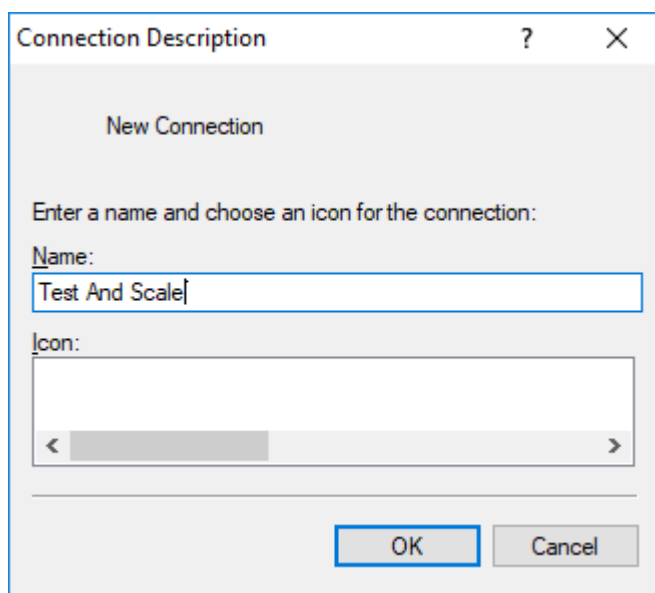 Connection Description
New Connection
Enter a name and choose an icon for the connection:
Name:
Test And Scale
Icon:
OK Cancel